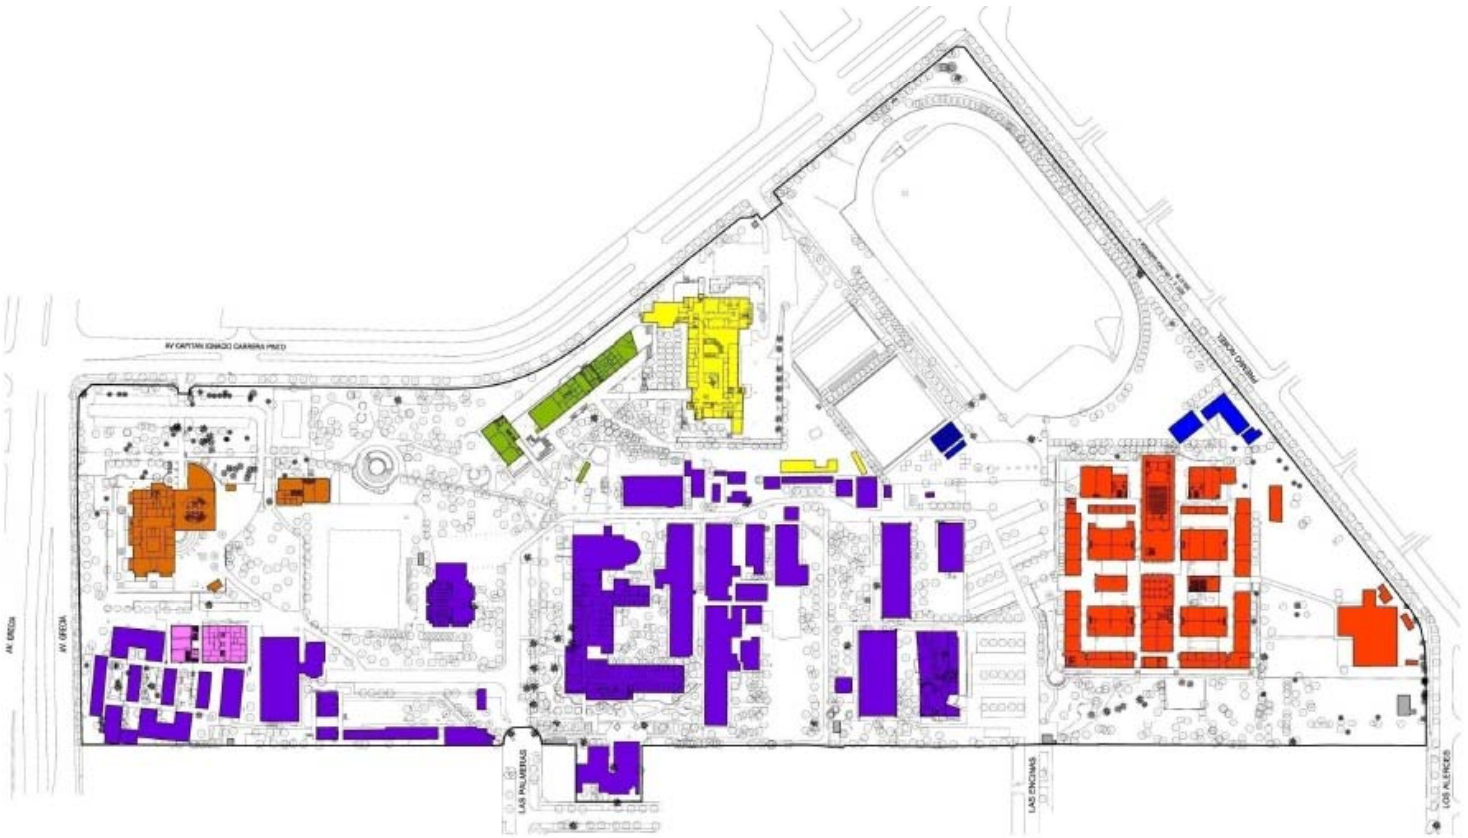 AV CAPITAN IGNACIO CARRERA PINTO
PREMIO NOBEL
AV. GRECIA
AV. GRECIA
LAS PALMERAS
LAS ENCINAS
LOS ALERCES